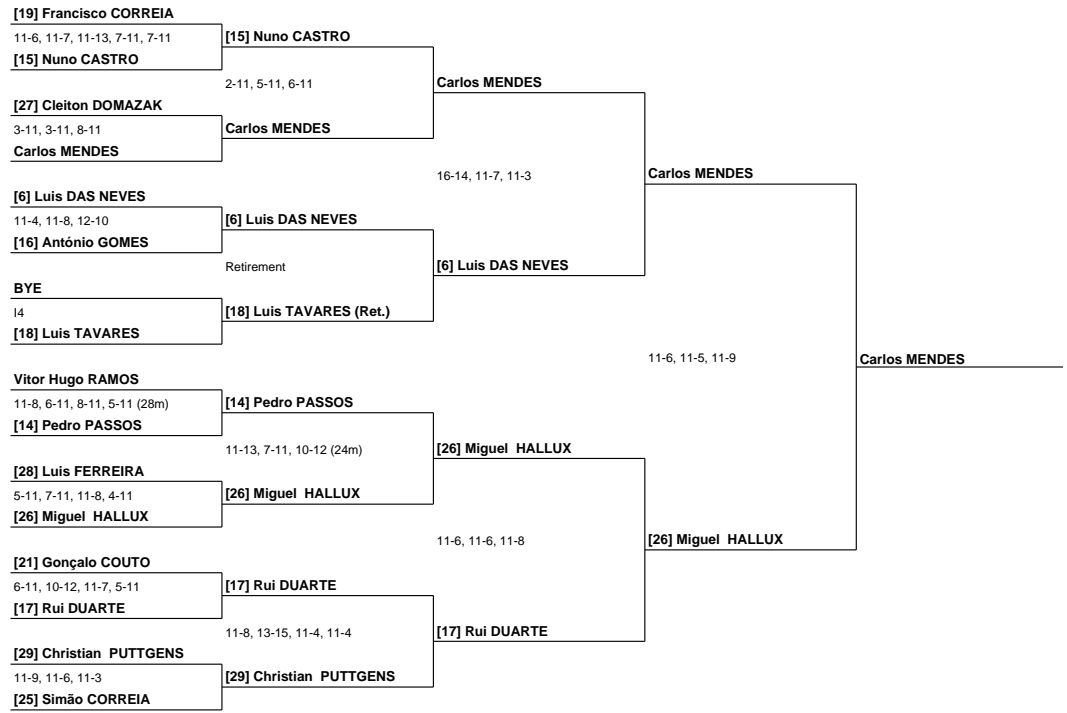 [19] Francisco CORREIA
11-6, 11-7, 11-13, 7-11, 7-11
[15] Nuno CASTRO
[15] Nuno CASTRO
2-11, 5-11, 6-11
Carlos MENDES
[27] Cleiton DOMAZAK
3-11, 3-11, 8-11
Carlos MENDES
Carlos MENDES
16-14, 11-7, 11-3
Carlos MENDES
[6] Luis DAS NEVES
11-4, 11-8, 12-10
[16] António GOMES
[6] Luis DAS NEVES
Retirement
[6] Luis DAS NEVES
BYE
I4
[18] Luis TAVARES
[18] Luis TAVARES (Ret.)
11-6, 11-5, 11-9
Carlos MENDES
Vitor Hugo RAMOS
11-8, 6-11, 8-11, 5-11 (28m)
[14] Pedro PASSOS
[14] Pedro PASSOS
11-13, 7-11, 10-12 (24m)
[26] Miguel  HALLUX
[28] Luis FERREIRA
5-11, 7-11, 11-8, 4-11
[26] Miguel  HALLUX
[26] Miguel  HALLUX
11-6, 11-6, 11-8
[26] Miguel  HALLUX
[21] Gonçalo COUTO
6-11, 10-12, 11-7, 5-11
[17] Rui DUARTE
[17] Rui DUARTE
11-8, 13-15, 11-4, 11-4
[17] Rui DUARTE
[29] Christian  PUTTGENS
11-9, 11-6, 11-3
[25] Simão CORREIA
[29] Christian  PUTTGENS